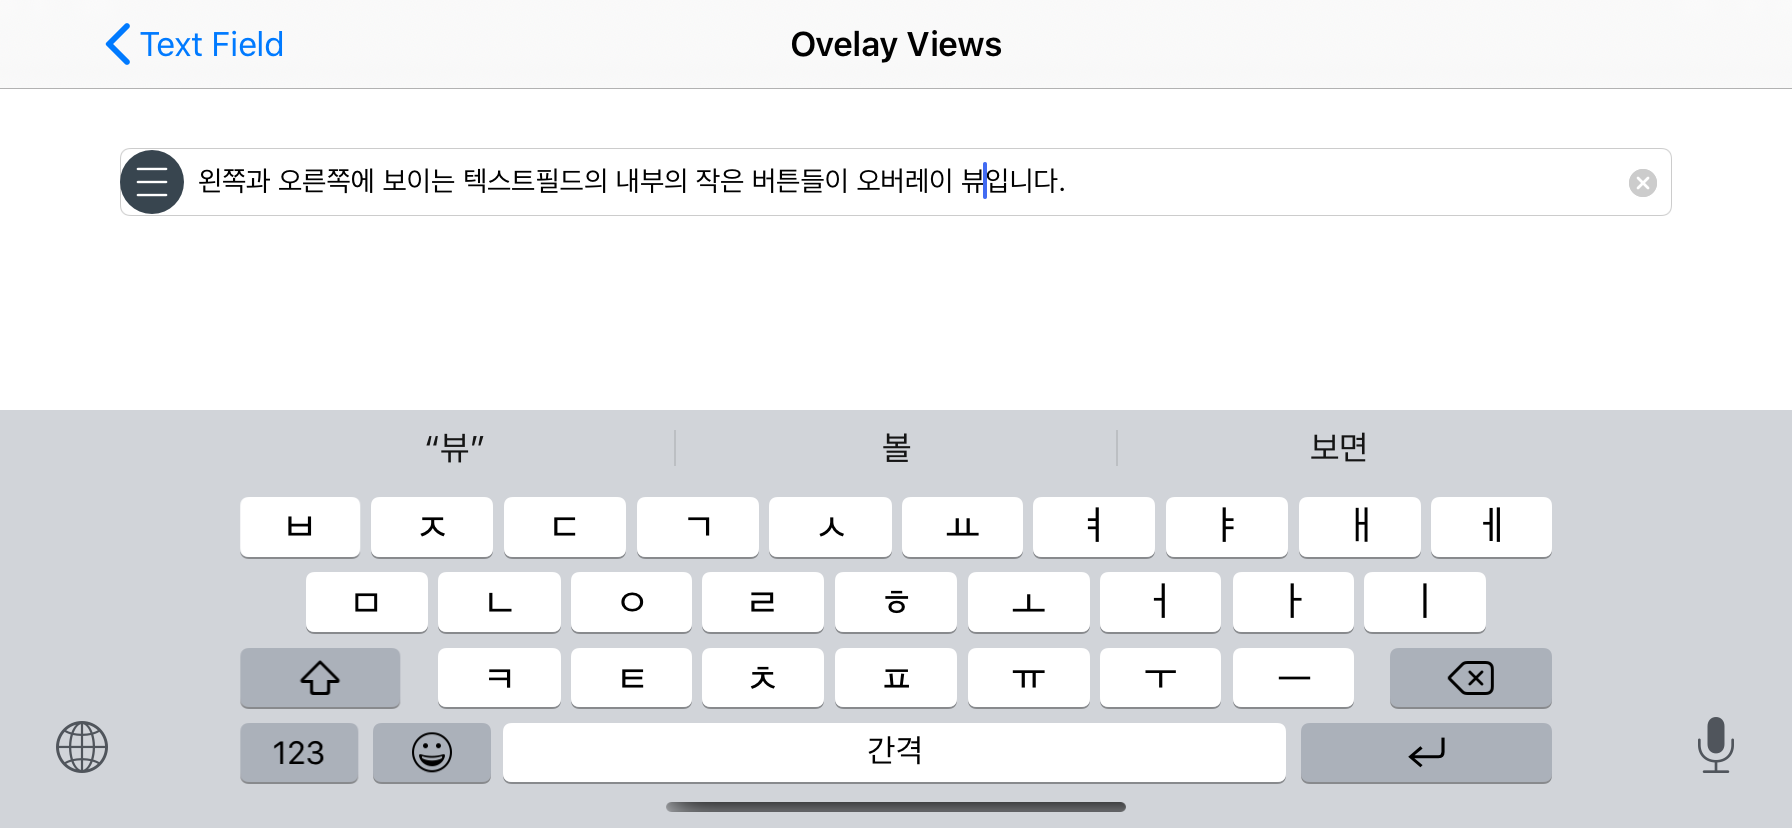 Text Field
Ovelay Views
왼쪽과 오른쪽에 보이는 텍스트필드의 내부의 작은 버튼들이 오버레이 뷰입니다.
“뷰” 볼 보면
ㅂ ㅈ ㄷ ㄱ ㅅ ㅛ ㅕ ㅑ ㅐ ㅔ
ㅁ ㄴ ㅇ ㄹ ㅎ ㅗ ㅓ ㅏ ㅣ
ㅋ ㅌ ㅊ ㅍ ㅠ ㅜ ㅡ
123 간격